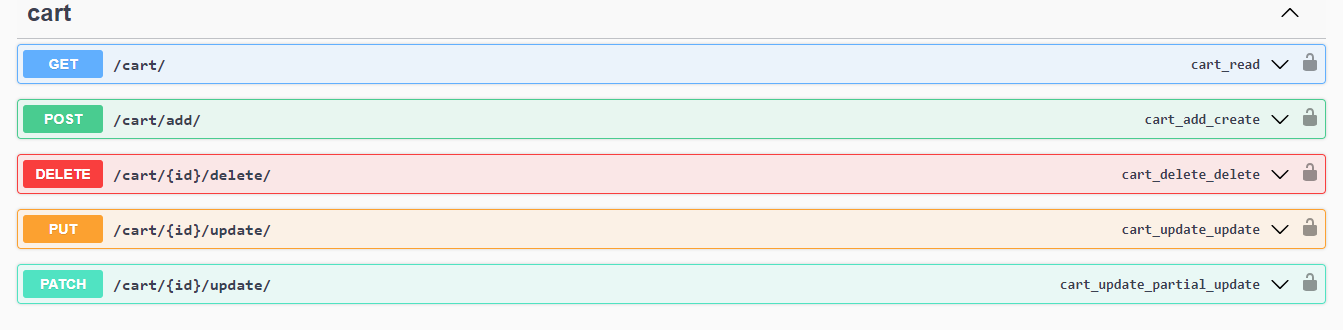 cart
GET /cart/ cart_read
POST /cart/add/ cart_add_create
DELETE /cart/{id}/delete/ cart_delete_delete
PUT /cart/{id}/update/ cart_update_update
PATCH /cart/{id}/update/ cart_update_partial_update